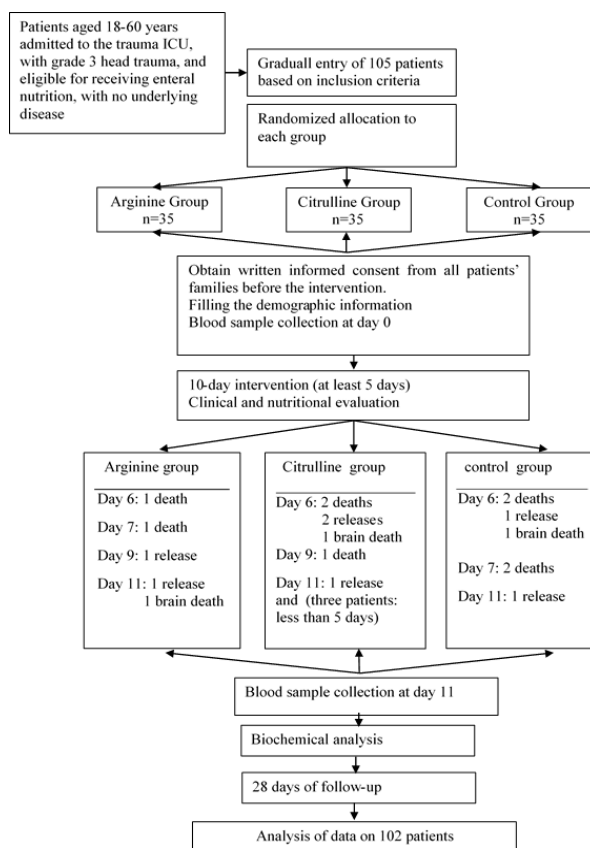 Patients aged 18-60 years
admitted to the trauma ICU,
with grade 3 head trauma, and
eligible for receiving enteral
nutrition, with no underlying
disease
Graduall entry of 105 patients
based on inclusion criteria
Randomized allocation to
each group
Arginine Group
n=35
Citrulline Group
n=35
Control Group
n=35
Obtain written informed consent from all patients'
families before the intervention.
Filling the demographic information
Blood sample collection at day 0
10-day intervention (at least 5 days)
Clinical and nutritional evaluation
Arginine group
Day 6: 1 death
Day 7: 1 death
Day 9: 1 release
Day 11: 1 release
1 brain death
Citrulline group
Day 6: 2 deaths
2 releases
1 brain death
Day 9: 1 death
Day 11: 1 release
and (three patients:
less than 5 days)
control group
Day 6: 2 deaths
1 release
1 brain death
Day 7: 2 deaths
Day 11: 1 release
Blood sample collection at day 11
Biochemical analysis
28 days of follow-up
Analysis of data on 102 patients